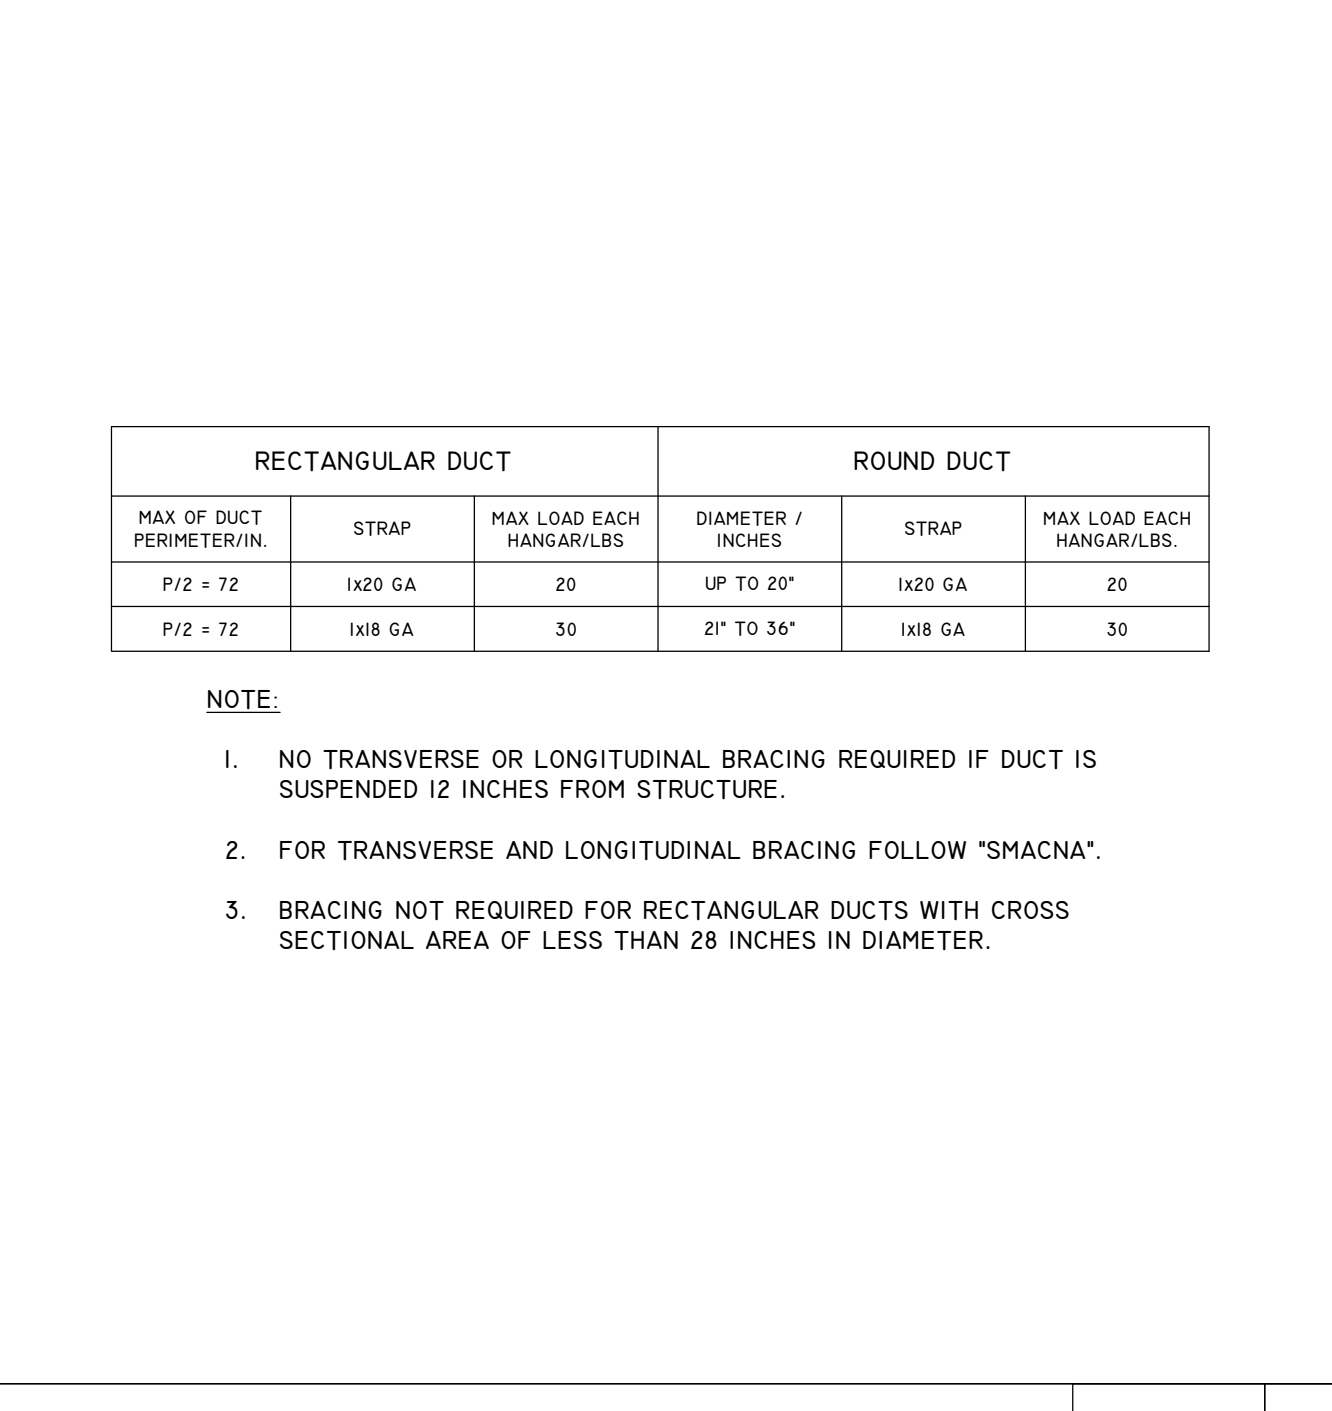 RECTANGULAR DUCT
ROUND DUCT
MAX OF DUCT
PERIMETER/IN.
STRAP
MAX LOAD EACH
HANGAR/LBS
DIAMETER /
INCHES
STRAP
MAX LOAD EACH
HANGAR/LBS.
P/2 = 72
1x20 GA
20
UP TO 20"
1x20 GA
20
P/2 = 72
1x18 GA
30
21" TO 36"
1x18 GA
30
NOTE:
1. NO TRANSVERSE OR LONGITUDINAL BRACING REQUIRED IF DUCT IS
SUSPENDED 12 INCHES FROM STRUCTURE.
2. FOR TRANSVERSE AND LONGITUDINAL BRACING FOLLOW "SMACNA".
3. BRACING NOT REQUIRED FOR RECTANGULAR DUCTS WITH CROSS
SECTIONAL AREA OF LESS THAN 28 INCHES IN DIAMETER.